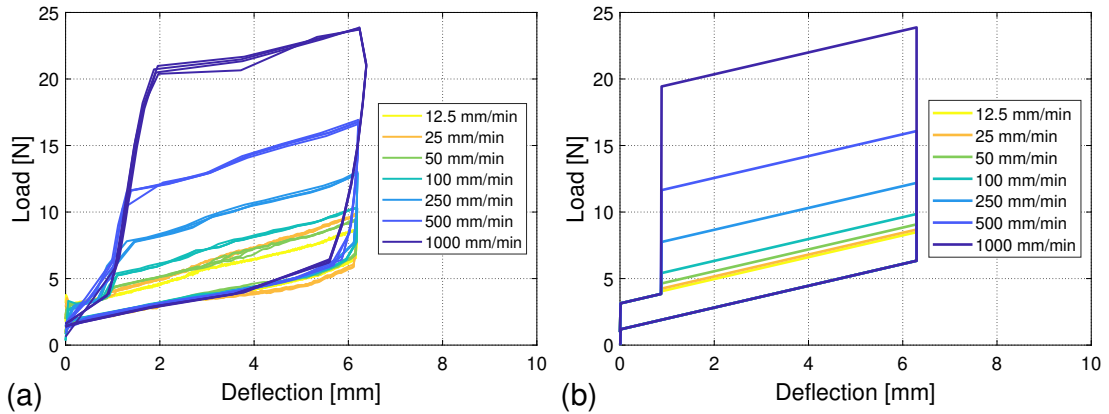 25
20
15
10
5
0
Load [N]
0 2 4 6 8 10
Deflection [mm]
12.5 mm/min
25 mm/min
50 mm/min
100 mm/min
250 mm/min
500 mm/min
1000 mm/min
(a)
25
20
15
10
5
0
Load [N]
0 2 4 6 8 10
Deflection [mm]
12.5 mm/min
25 mm/min
50 mm/min
100 mm/min
250 mm/min
500 mm/min
1000 mm/min
(b)